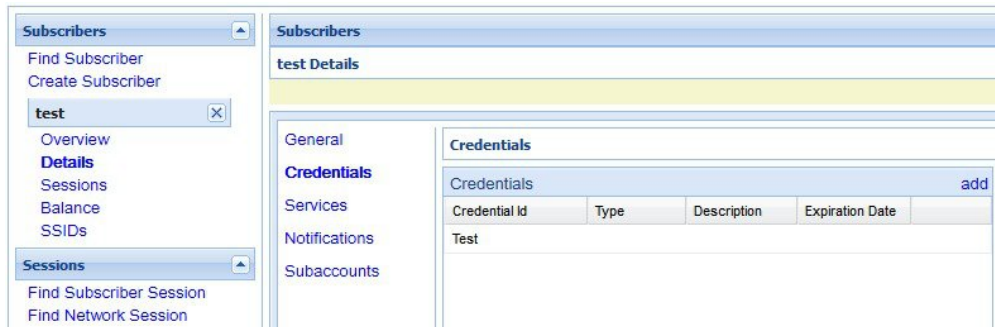 Subscribers
Find Subscriber
Create Subscriber
test
Overview
Details
Sessions
Balance
SSIDs
Sessions
Find Subscriber Session
Find Network Session
Subscribers
test Details
General
Credentials
Services
Notifications
Subaccounts
Credentials
Credentials add
Credential Id Type Description Expiration Date
Test